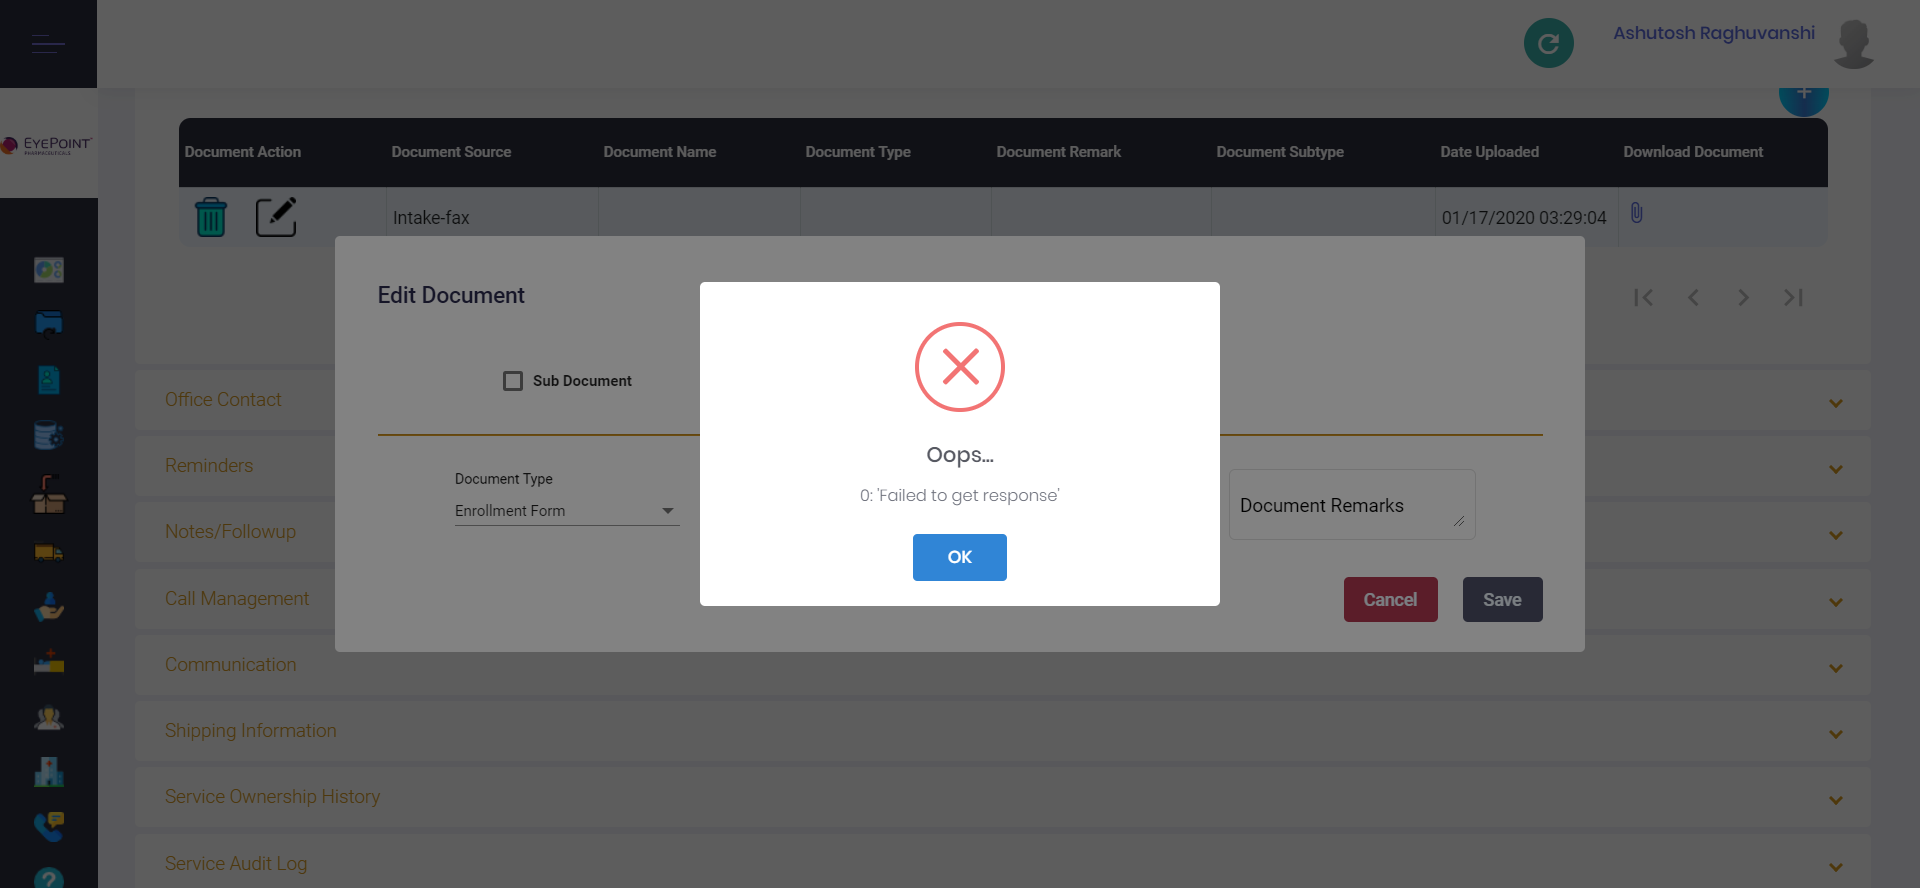 Ashutosh Raghuvanshi
EYEPOINT
PHARMACEUTICALS
+
Document Action Document Source Document Name Document Type Document Remark Document Subtype Date Uploaded Download Document
Intake-fax 01/17/2020 03:29:04
Edit Document
Sub Document
Document Type
Enrollment Form
Document Remarks
Cancel Save
Oops...
0: 'Failed to get response'
OK
Office Contact
Reminders
Notes/Followup
Call Management
Communication
Shipping Information
Service Ownership History
Service Audit Log
?